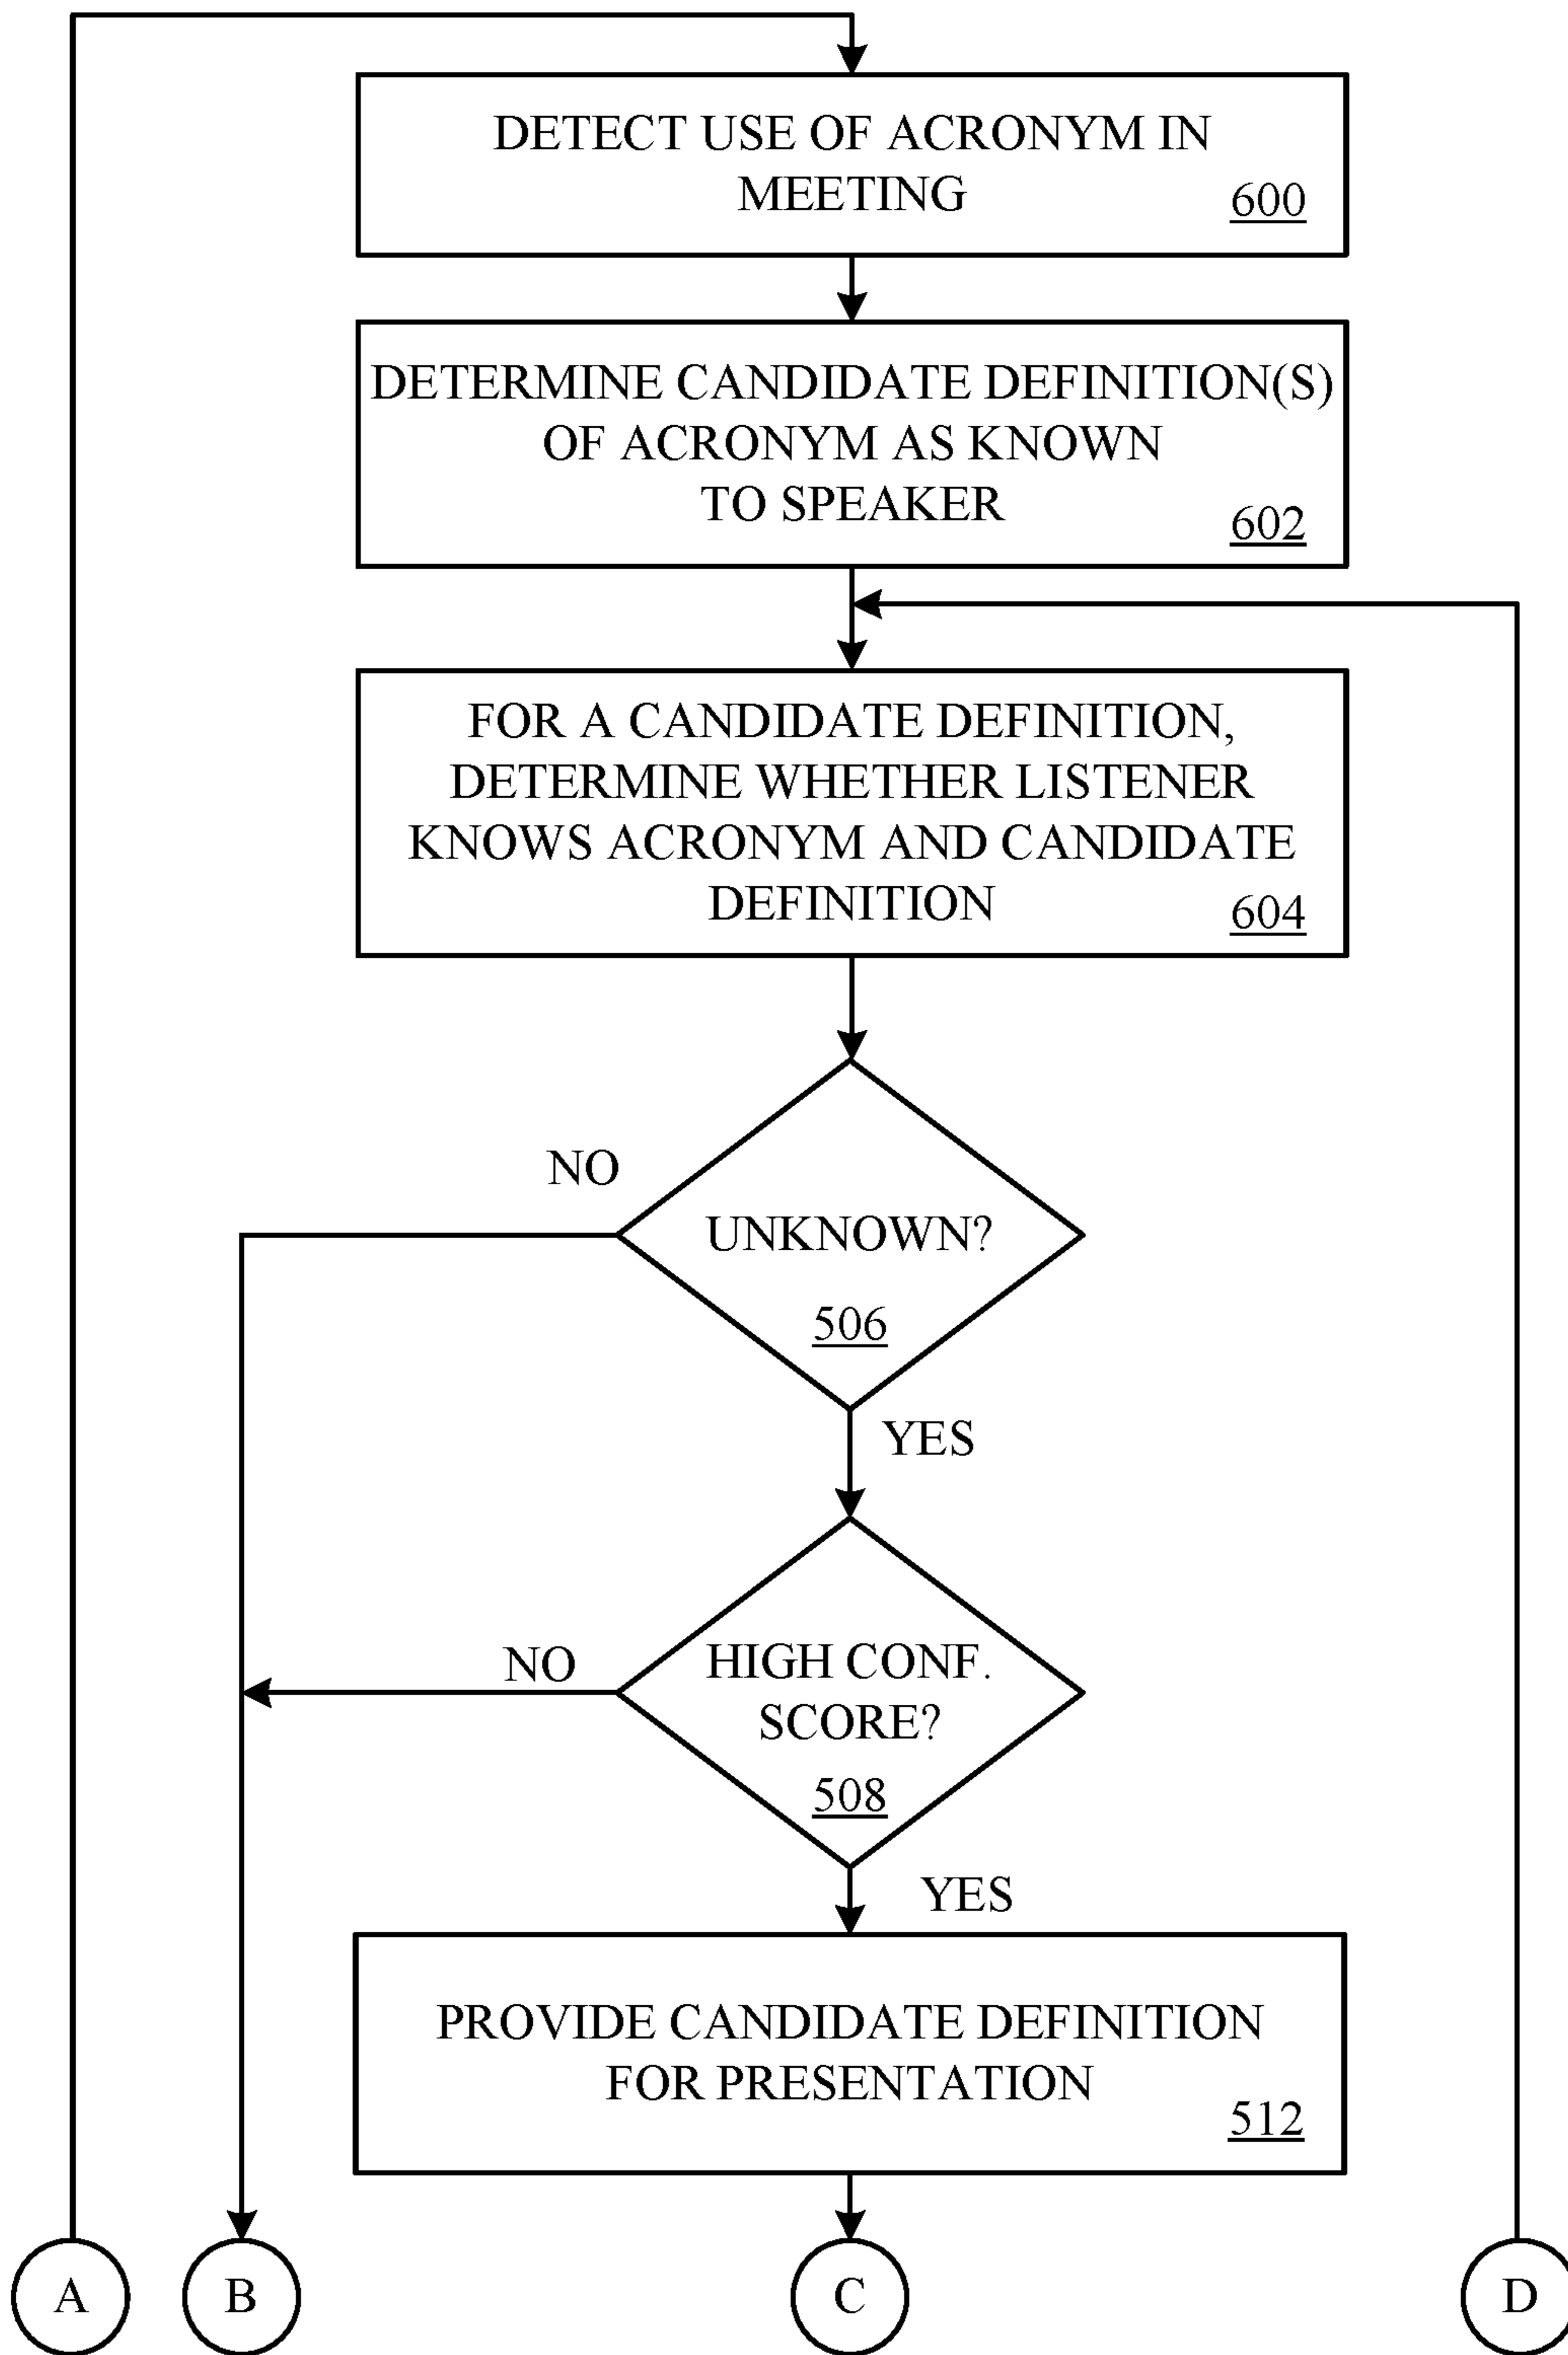 DETECT USE OF ACRONYM IN
MEETING
600
DETERMINE CANDIDATE DEFINITION(S)
OF ACRONYM AS KNOWN
TO SPEAKER
602
FOR A CANDIDATE DEFINITION,
DETERMINE WHETHER LISTENER
KNOWS ACRONYM AND CANDIDATE
DEFINITION
604
NO
UNKNOWN?
506
YES
NO
HIGH CONF.
SCORE?
508
YES
PROVIDE CANDIDATE DEFINITION
FOR PRESENTATION
512
A
B
C
D